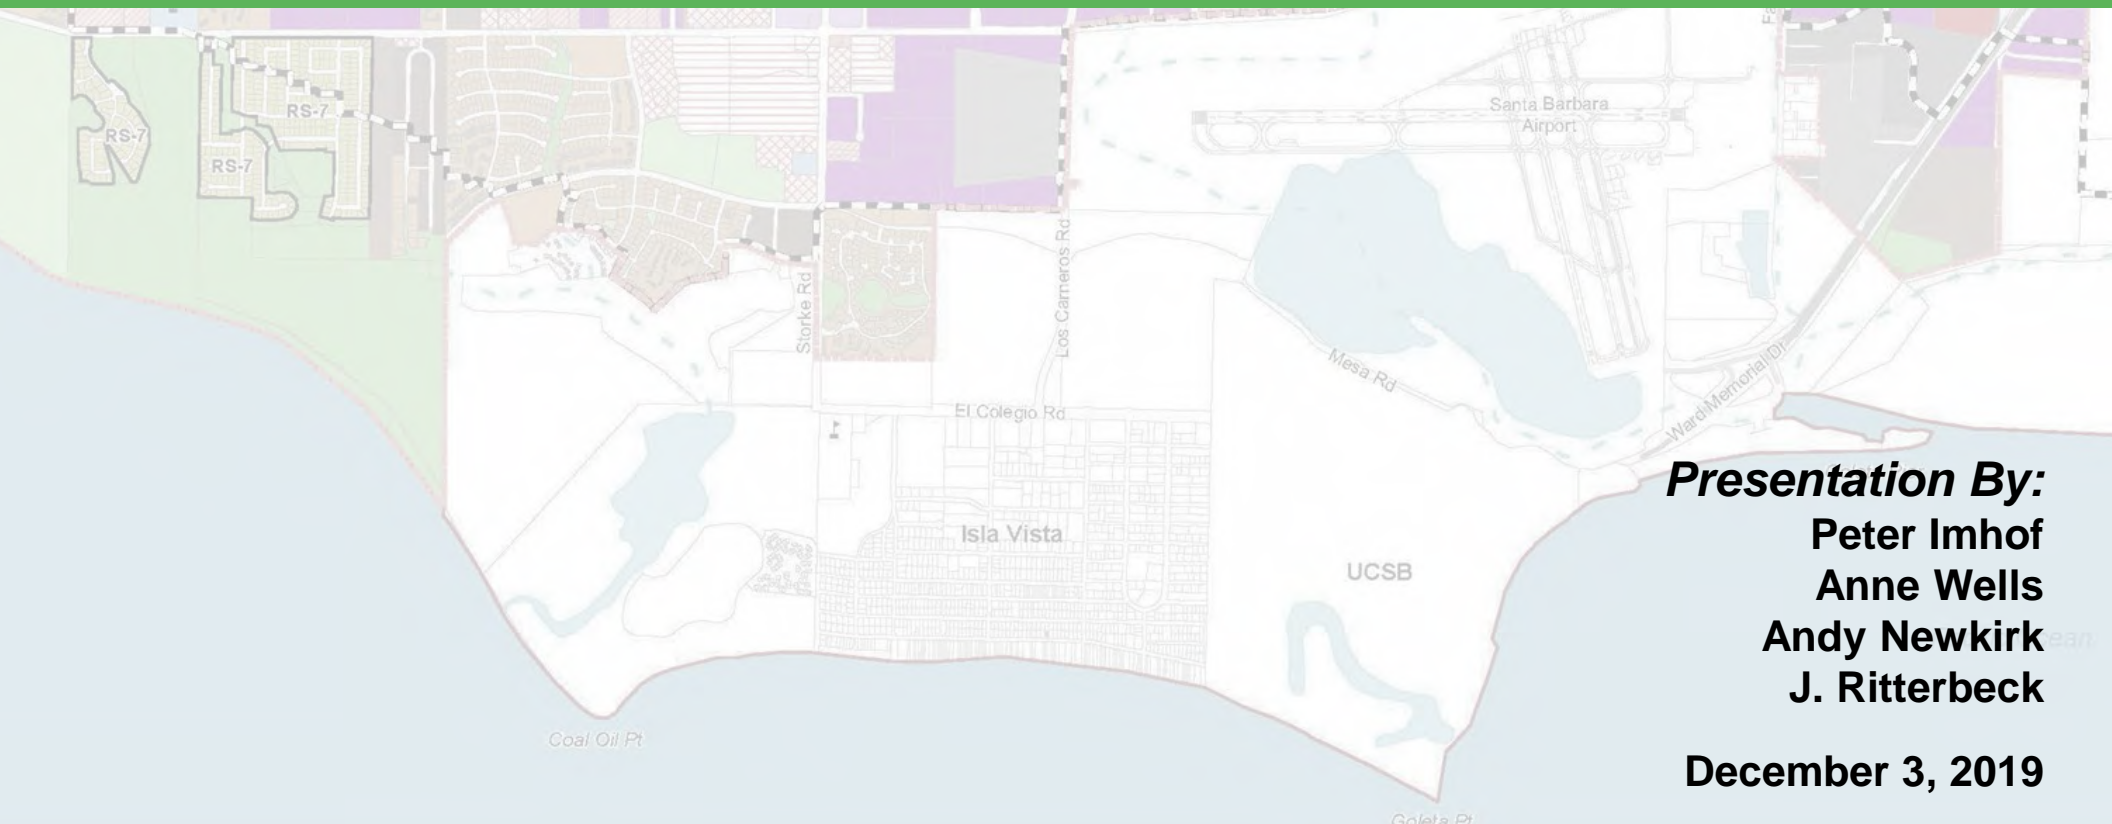 RS-7
RS-7
RS-7
Santa Barbara
Airport
Storke Rd
Los Carneros Rd
Mesa Rd
Ward Memorial Dr
El Colegio Rd
Isla Vista
UCSB
Presentation By:
Peter Imhof
Anne Wells
Andy Newkirk
J. Ritterbeck
December 3, 2019
Coal Oil Pt
Goleta Pt